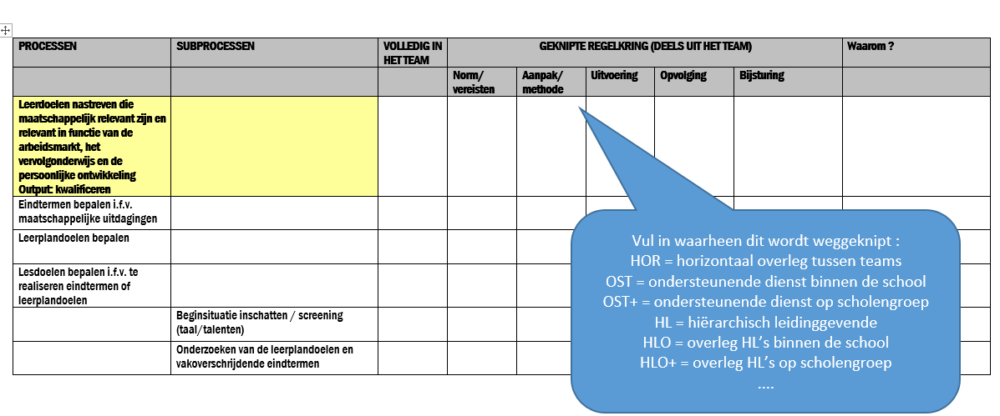 PROCESSEN
SUBPROCESSEN
VOLLEDIG IN
HET TEAM
GEKNIPTE REGELKRING (DEELS UIT HET TEAM)
Waarom ?
Norm/
vereisten
Aanpak/
methode
Uitvoering
Opvolging
Bijsturing
Leerdoelen nastreven die
maatschappelijk relevant zijn en
relevant in functie van de
arbeidsmarkt, het
vervolgonderwijs en de
persoonlijke ontwikkeling
Output: kwalificeren
Eindtermen bepalen i.f.v.
maatschappelijke uitdagingen
Leerplandoelen bepalen
Lesdoelen bepalen i.f.v. te
realiseren eindtermen of
leerplandoelen
Beginsituatie inschatten / screening
(taal/talenten)
Onderzoeken van de leerplandoelen en
vakoverschrijdende eindtermen
Vul in waarheen dit wordt weggeknipt :
HOR = horizontaal overleg tussen teams
OST = ondersteunende dienst binnen de school
OST+ = ondersteunende dienst op scholengroep
HL = hiërarchisch leidinggevende
HLO = overleg HL’s binnen de school
HLO+ = overleg HL’s op scholengroep
....